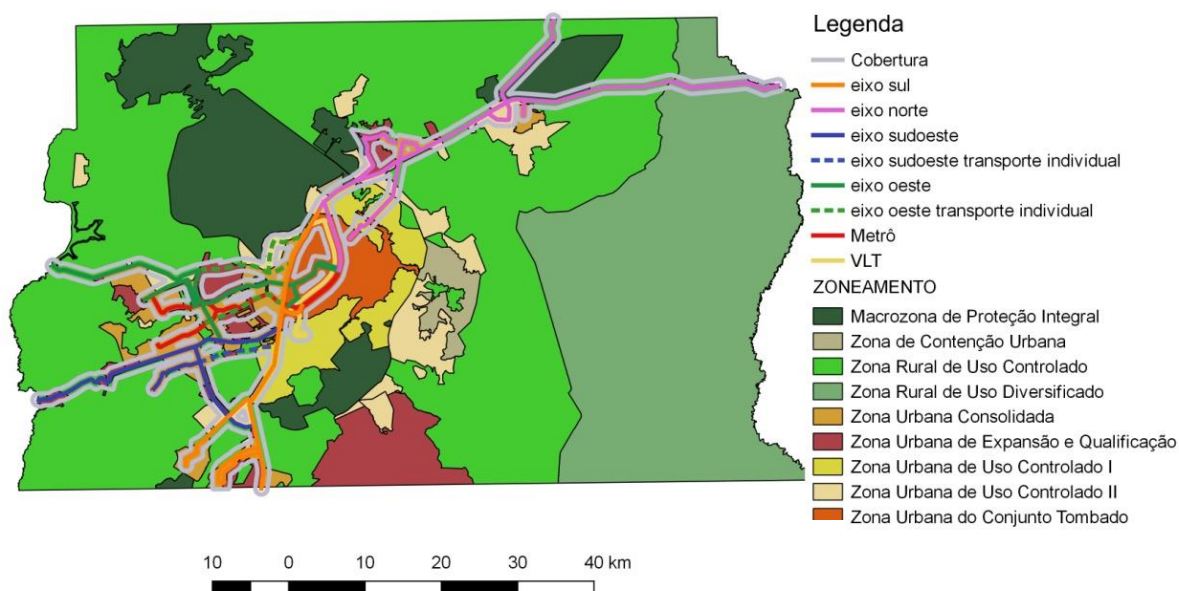 Legenda
Cobertura
eixo sul
eixo norte
eixo sudoeste
eixo sudoeste transporte individual
eixo oeste
eixo oeste transporte individual
Metrô
VLT
ZONEAMENTO
Macrozona de Proteção Integral
Zona de Contenção Urbana
Zona Rural de Uso Controlado
Zona Rural de Uso Diversificado
Zona Urbana Consolidada
Zona Urbana de Expansão e Qualificação
Zona Urbana de Uso Controlado I
Zona Urbana de Uso Controlado II
Zona Urbana do Conjunto Tombado
10 0 10 20 30 40 km